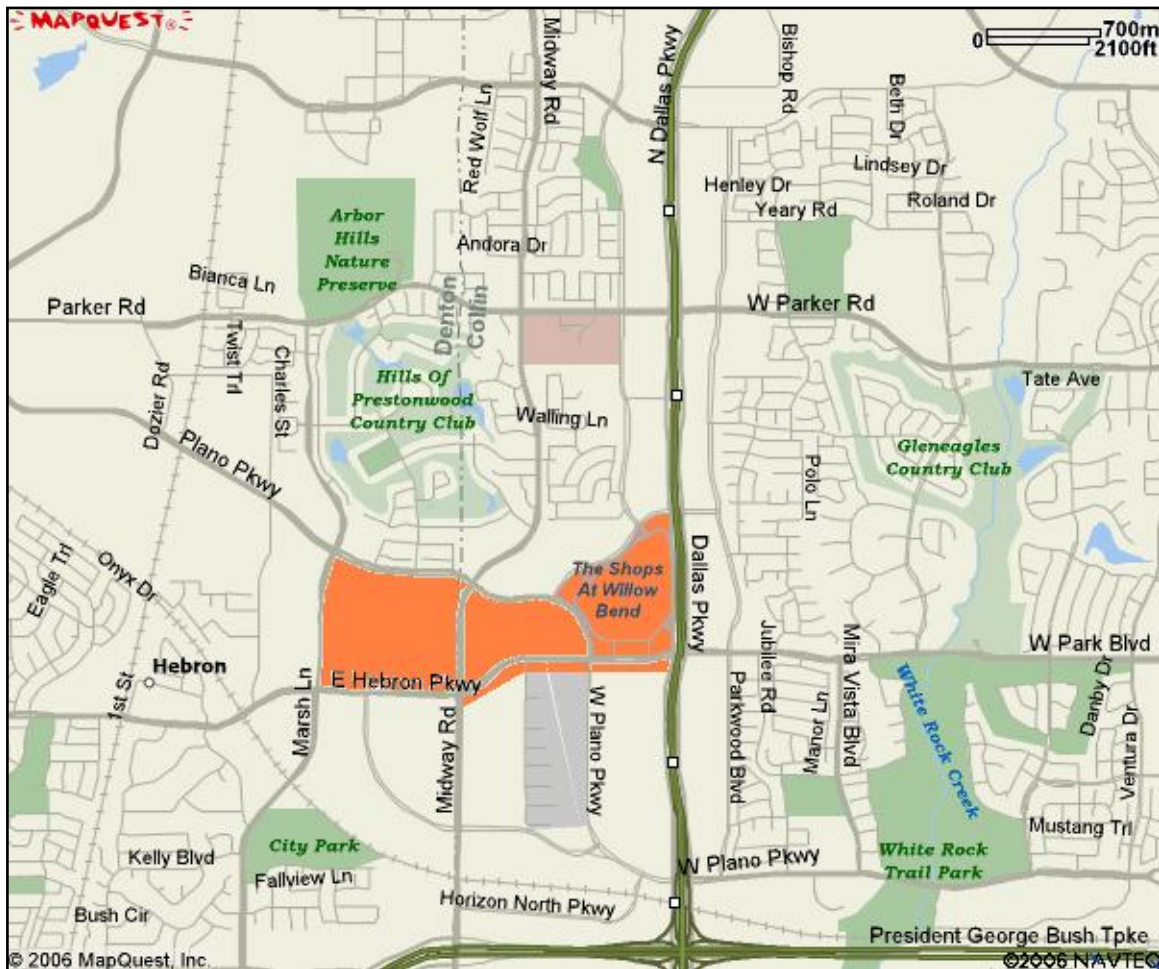 MAPQUEST®
0
700m
2100ft
Midway Rd
Bishop Rd
Beth Dr
Red Wolf Ln
N Dallas Pkwy
Lindsey Dr
Henley Dr
Roland Dr
Yeary Rd
Arbor
Hills
Nature
Preserve
Andora Dr
Bianca Ln
Parker Rd
W Parker Rd
Denton
Collin
Twist Trl
Charles St
Dozier Rd
Hills Of
Prestonwood
Country Club
Tate Ave
Walling Ln
Plano Pkwy
Gleneagles
Country Club
Polo Ln
Onyx Dr
Eagle Trl
The Shops
At Willow
Bend
Dallas Pkwy
Hebron
1st St
Marsh Ln
E Hebron Pkwy
W Park Blvd
Jubilee Rd
Mira Vista Blvd
Manor Ln
Parkwood Blvd
White Rock Creek
Danby Dr
Ventura Dr
Midway Rd
W Plano Pkwy
City Park
Kelly Blvd
Fallview Ln
Mustang Trl
W Plano Pkwy
White Rock
Trail Park
Horizon North Pkwy
Bush Cir
President George Bush Tpke
© 2006 MapQuest, Inc.
©2006 NAVTEQ